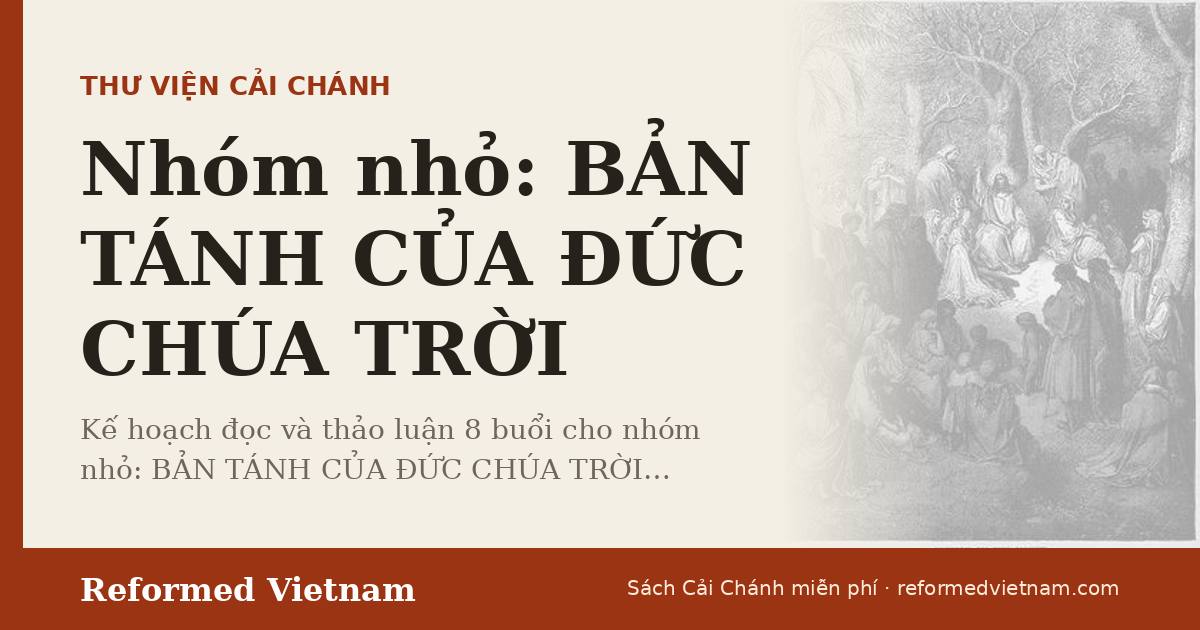 THƯ VIỆN CẢI CHÁNH
Nhóm nhỏ: BẢN
TÁNH CỦA ĐỨC
CHÚA TRỜI
Kế hoạch đọc và thảo luận 8 buổi cho nhóm
nhỏ: BẢN TÁNH CỦA ĐỨC CHÚA TRỜI...
Reformed Vietnam
Sách Cải Chánh miễn phí · reformedvietnam.com